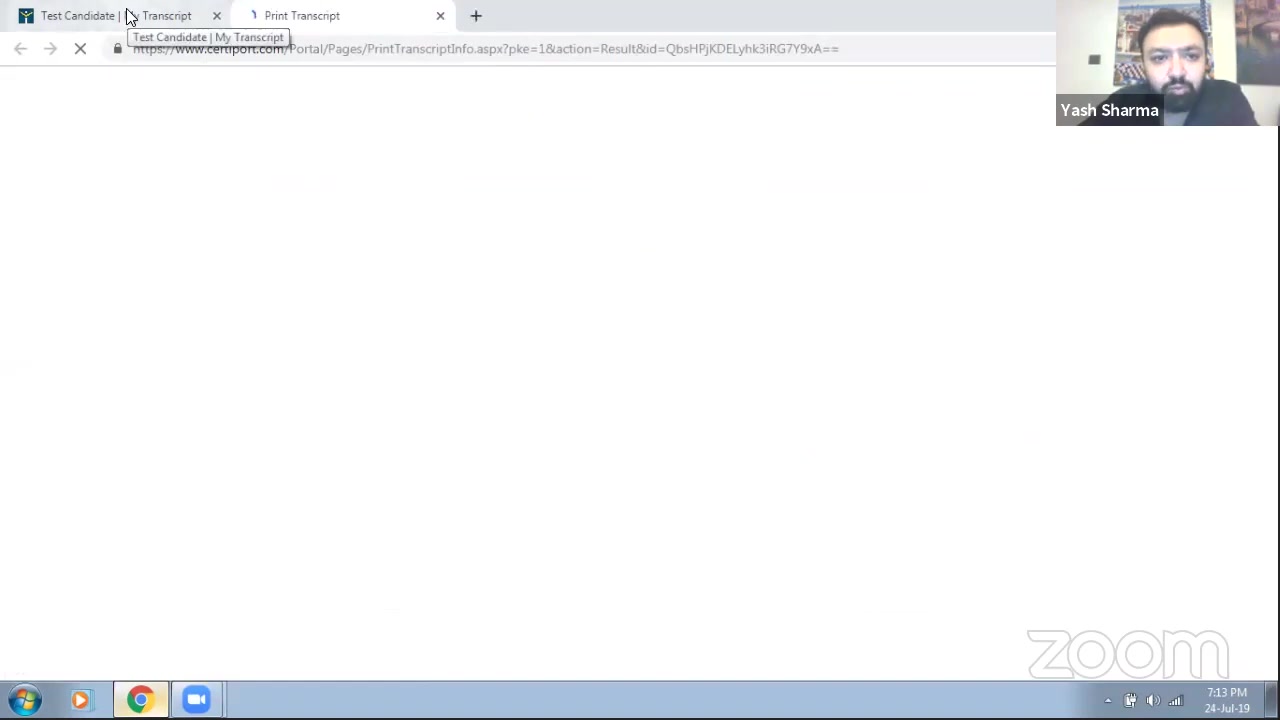 Test Candidate | My Transcript
Print Transcript
Test Candidate | My Transcript
https://www.certiport.com/Portal/Pages/PrintTranscriptInfo.aspx?pke=1&action=Result&id=QbsHPjKDELyhk3iRG7Y9xA==
Yash Sharma
zoom
7:13 PM
24-Jul-19